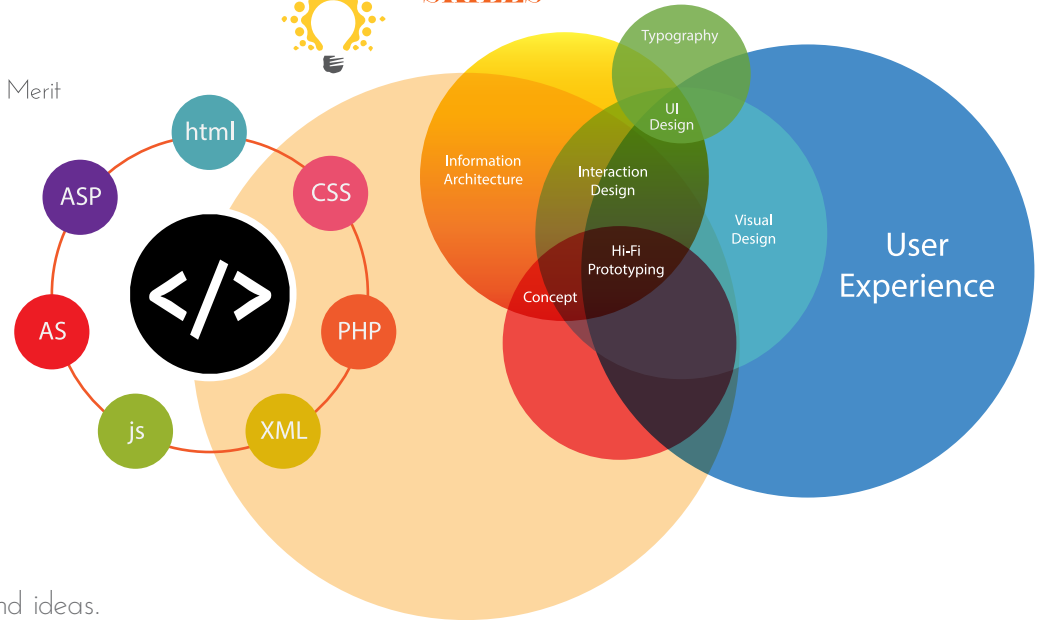 SKILLS
Merit
html
CSS
PHP
XML
js
AS
ASP
</>
Typography
UI
Design
Information
Architecture
Interaction
Design
Visual
Design
Hi-Fi
Prototyping
Concept
User
Experience
ideas.